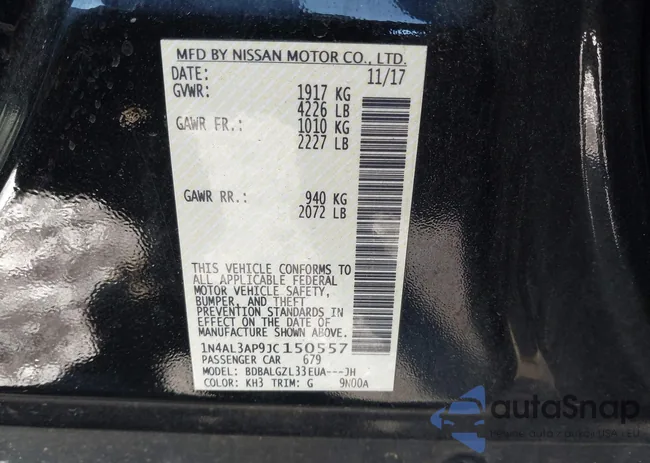 MFD BY NISSAN MOTOR CO., LTD.
DATE: 11/17
GVWR: 1917 KG
4226 LB
GAWR FR.: 1010 KG
2227 LB
GAWR RR.: 940 KG
2072 LB
THIS VEHICLE CONFORMS TO
ALL APPLICABLE FEDERAL
MOTOR VEHICLE SAFETY,
BUMPER, AND THEFT
PREVENTION STANDARDS IN
EFFECT ON THE DATE OF
MANUFACTURE SHOWN ABOVE.
1N4AL3AP9JC150557
PASSENGER CAR 679
MODEL: BDBALGZL33EUA---JH
COLOR: KH3 TRIM: G 9N00A
autoSnap